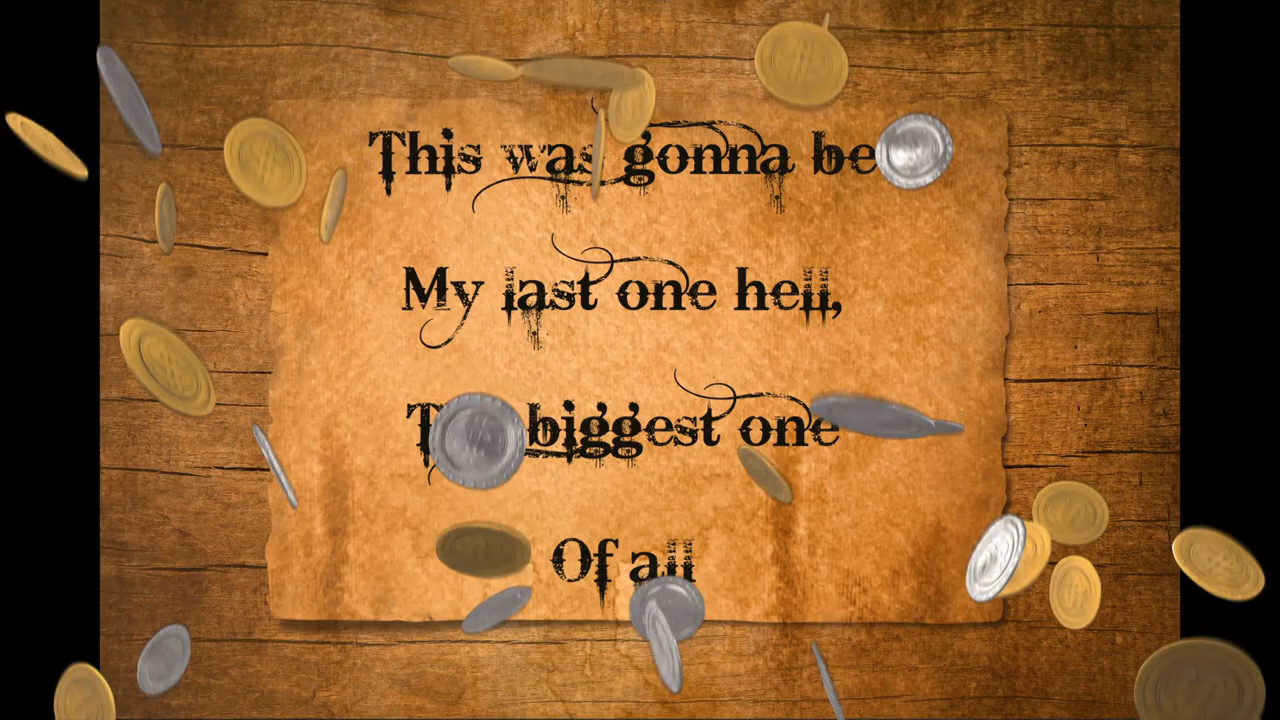 This was gonna be
My last one hell,
biggest one
Of all